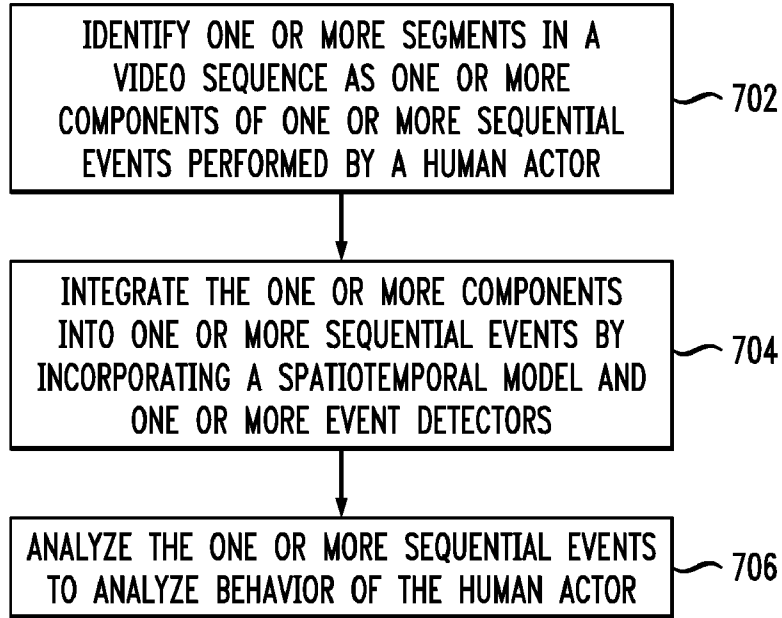 IDENTIFY ONE OR MORE SEGMENTS IN A
VIDEO SEQUENCE AS ONE OR MORE
COMPONENTS OF ONE OR MORE SEQUENTIAL
EVENTS PERFORMED BY A HUMAN ACTOR
702
INTEGRATE THE ONE OR MORE COMPONENTS
INTO ONE OR MORE SEQUENTIAL EVENTS BY
INCORPORATING A SPATIOTEMPORAL MODEL AND
ONE OR MORE EVENT DETECTORS
704
ANALYZE THE ONE OR MORE SEQUENTIAL EVENTS
TO ANALYZE BEHAVIOR OF THE HUMAN ACTOR
706